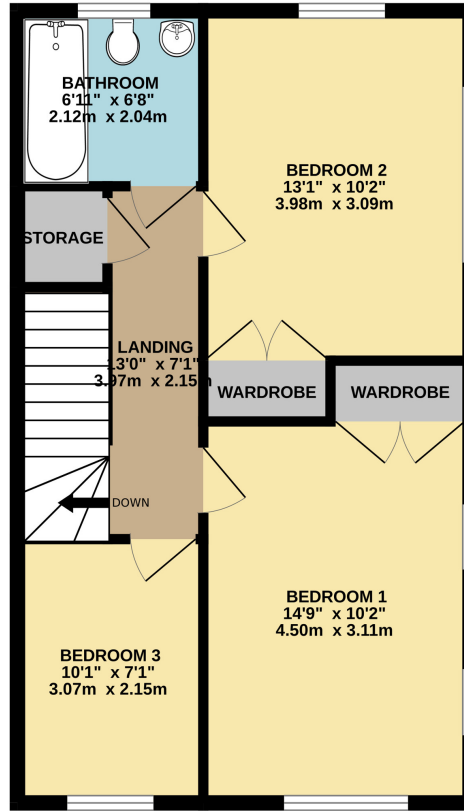 BATHROOM
6'11" x 6'8"
2.12m x 2.04m
BEDROOM 2
13'1" x 10'2"
3.98m x 3.09m
STORAGE
LANDING
13'0" x 7'1"
3.97m x 2.15m
WARDROBE
WARDROBE
DOWN
BEDROOM 1
14'9" x 10'2"
4.50m x 3.11m
BEDROOM 3
10'1" x 7'1"
3.07m x 2.15m